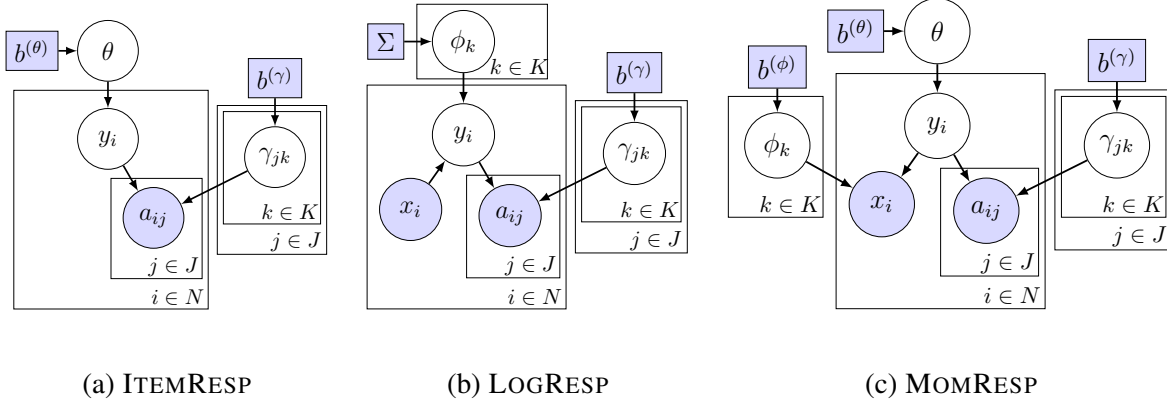 b^(θ) θ
y_i
a_ij
j ∈ J
i ∈ N
b^(γ)
γ_jk
k ∈ K
j ∈ J
(a) ITEMRESP
Σ ϕ_k
k ∈ K
y_i
x_i a_ij
j ∈ J
i ∈ N
b^(γ)
γ_jk
k ∈ K
j ∈ J
(b) LOGRESP
b^(θ) θ
b^(ϕ)
ϕ_k
k ∈ K
y_i
x_i a_ij
j ∈ J
i ∈ N
b^(γ)
γ_jk
k ∈ K
j ∈ J
(c) MOMRESP